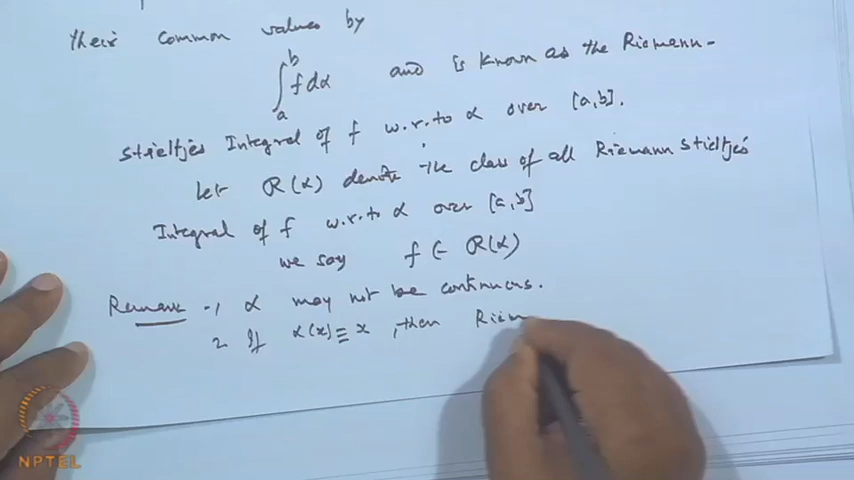 their common values by
∫_a^b f dα and is known as the Riemann-
Stieltjes Integral of f w.r.to α over [a,b].
Let R(α) denote the class of all Riemann Stieltjes
Integral of f w.r.to α over [a,b]
we say f ∈ R(α)
Remark -1 α may not be continuous.
2 If α(x) ≡ x , then Riem
NPTEL